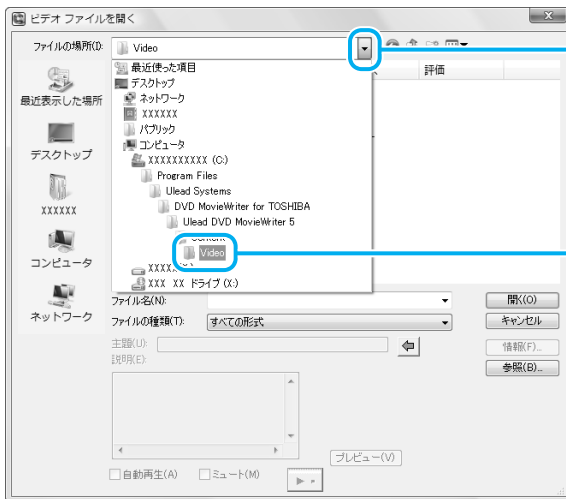 ビデオ ファイルを開く
ファイルの場所(I):
Video
評価
最近使った項目
デスクトップ
ネットワーク
XXXXXX
パブリック
コンピュータ
XXXXXXXXXX (C:)
Program Files
Ulead Systems
DVD MovieWriter for TOSHIBA
Ulead DVD MovieWriter 5
Content
Video
XXXX
XXX XX ドライブ (X:)
最近表示した場所
デスクトップ
XXXXXX
コンピュータ
ネットワーク
ファイル名(N):
開K(O)
ファイルの種類(T):
すべての形式
キャンセル
主題(U):
情報(F)...
説明(E):
参照(B)...
プレビュー(V)
自動再生(A)
ミュート(M)